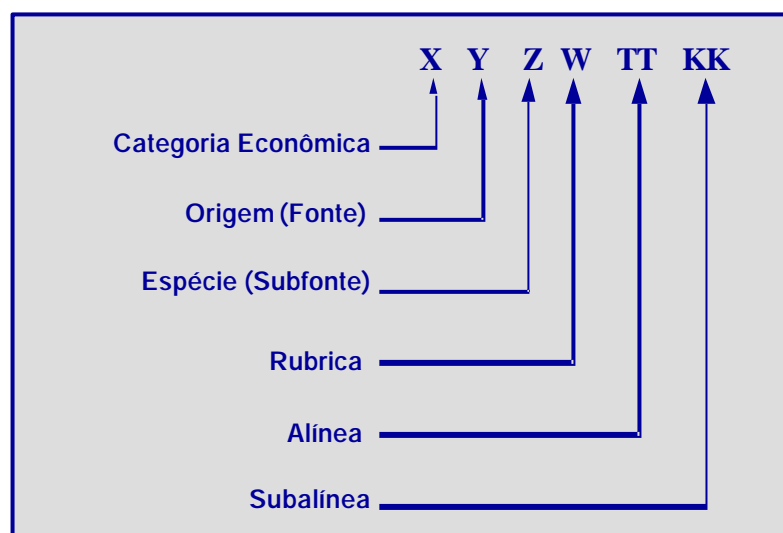 X Y Z W TT KK
Categoria Econômica
Origem (Fonte)
Espécie (Subfonte)
Rubrica
Alínea
Subalínea